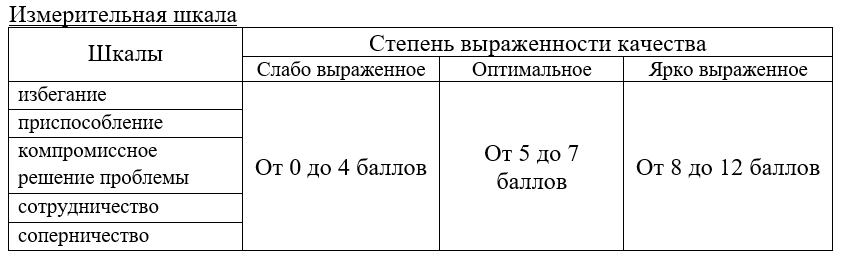 Измерительная шкала
Шкалы
Степень выраженности качества
Слабо выраженное
Оптимальное
Ярко выраженное
избегание
приспособление
компромиссное
решение проблемы
сотрудничество
соперничество
От 0 до 4 баллов
От 5 до 7
баллов
От 8 до 12 баллов